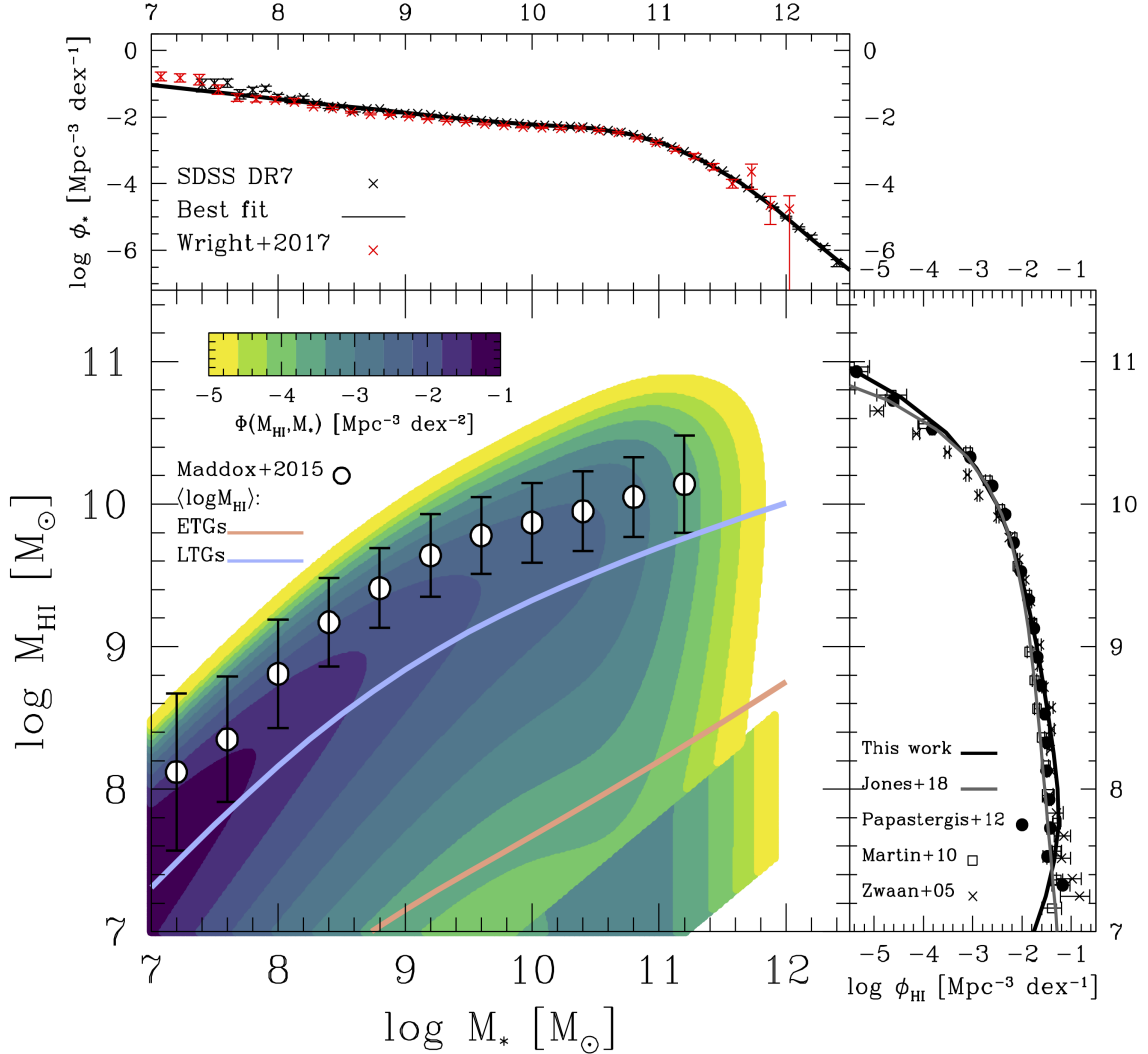 7 8 9 10 11 12
log ϕ* [Mpc⁻³ dex⁻¹]
0 0
−2 −2
−4 −4
−6 −6
SDSS DR7
Best fit
Wright+2017
−5 −4 −3 −2 −1
−5 −4 −3 −2 −1
Φ(M_HI,M*) [Mpc⁻³ dex⁻²]
Maddox+2015
⟨logM_HI⟩:
ETGs
LTGs
log M_HI [M⊙]
11
10
9
8
7
7 8 9 10 11 12
log M* [M⊙]
11
10
9
8
7
This work
Jones+18
Papastergis+12
Martin+10
Zwaan+05
−5 −4 −3 −2 −1
log ϕ_HI [Mpc⁻³ dex⁻¹]